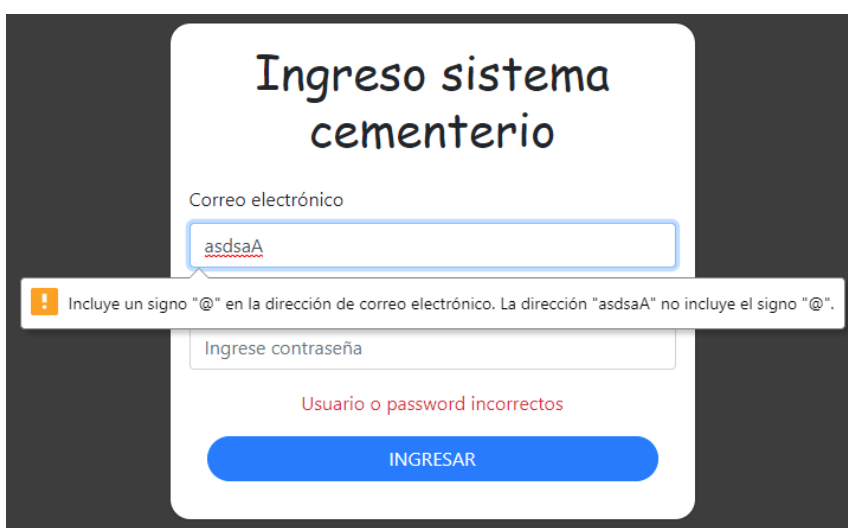 Ingreso sistema
cementerio
Correo electrónico
asdsaA
Incluye un signo "@" en la dirección de correo electrónico. La dirección "asdsaA" no incluye el signo "@".
Ingrese contraseña
Usuario o password incorrectos
INGRESAR